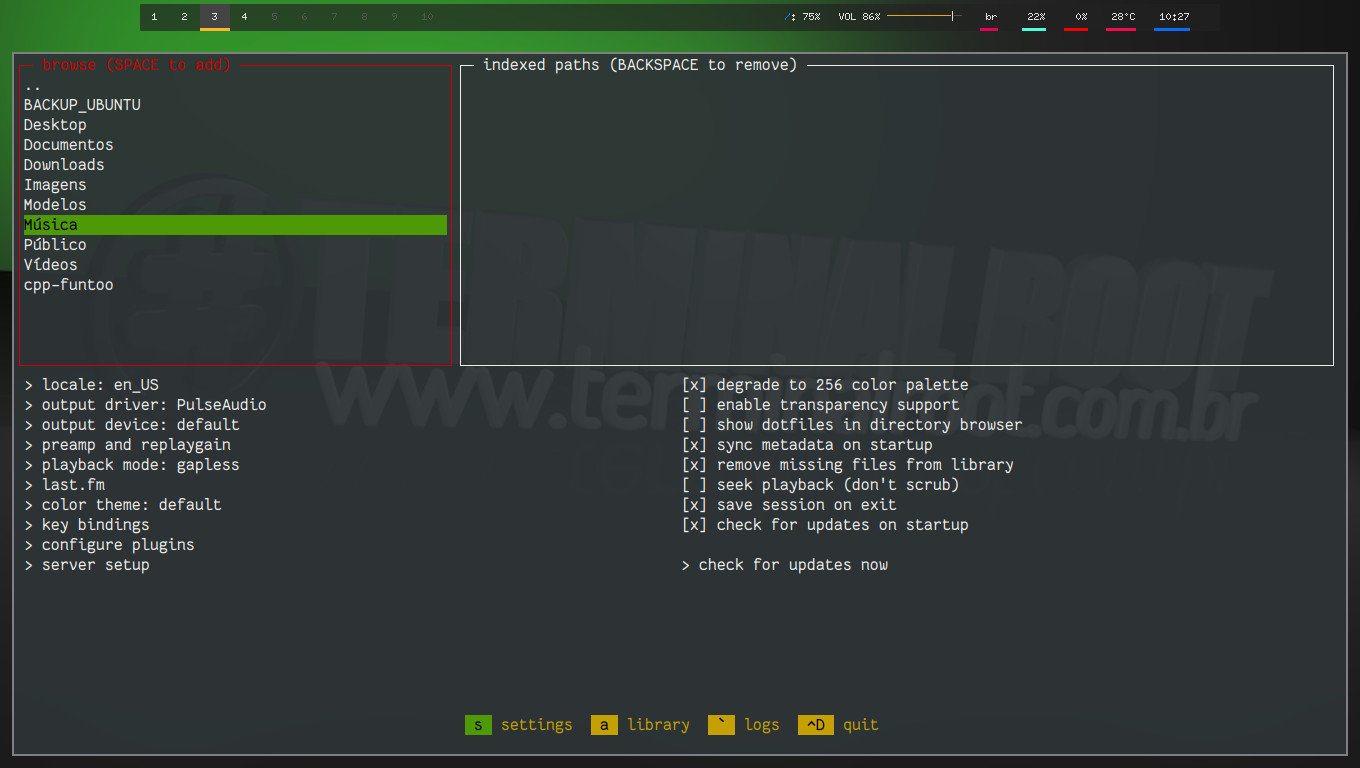 1 2 3 4 5 6 7 8 9 10 /: 75% VOL 86% br 22% 0% 28°C 10:27
browse (SPACE to add)
..
BACKUP_UBUNTU
Desktop
Documentos
Downloads
Imagens
Modelos
Música
Público
Vídeos
cpp-funtoo
indexed paths (BACKSPACE to remove)
#TERMINAL ROOT
www.terminalroot.com.br
> locale: en_US
> output driver: PulseAudio
> output device: default
> preamp and replaygain
> playback mode: gapless
> last.fm
> color theme: default
> key bindings
> configure plugins
> server setup
[x] degrade to 256 color palette
[ ] enable transparency support
[ ] show dotfiles in directory browser
[x] sync metadata on startup
[x] remove missing files from library
[ ] seek playback (don't scrub)
[x] save session on exit
[x] check for updates on startup
> check for updates now
s settings a library ` logs ^D quit